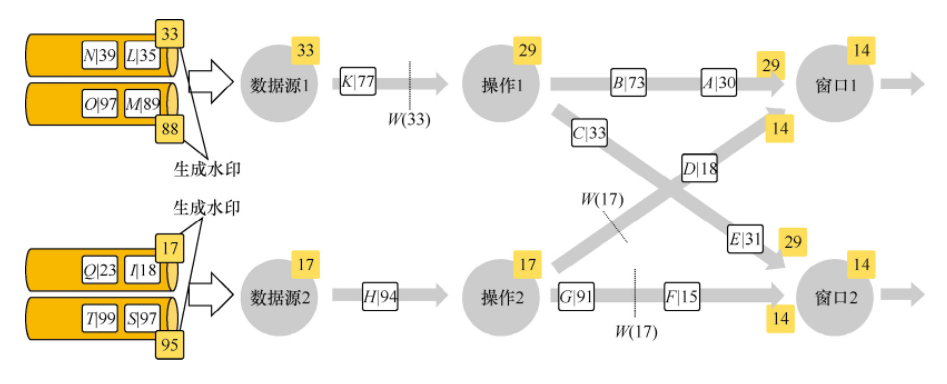 33
N|39 L|35
O|97 M|89
88
生成水印
生成水印
17
Q|23 I|18
T|99 S|97
95
33
数据源1
K|77
W(33)
29
操作1
B|73
A|30
29
14
窗口1
C|33
14
D|18
W(17)
17
数据源2
H|94
17
操作2
E|31
29
G|91
F|15
W(17)
14
14
窗口2